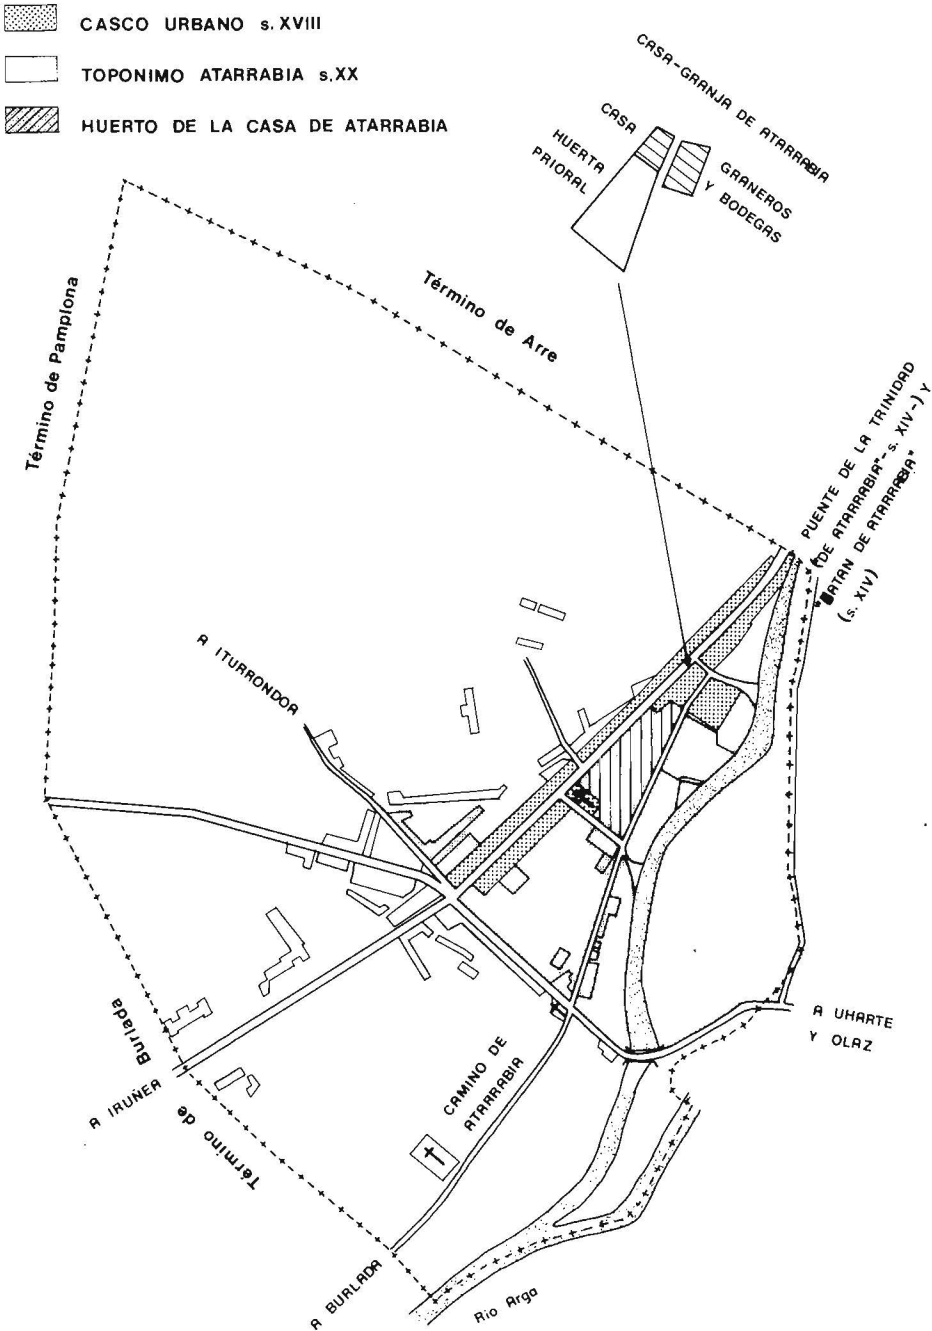 CASCO URBANO s. XVIII
TOPONIMO ATARRABIA s. XX
HUERTO DE LA CASA DE ATARRABIA
CASA-GRANJA DE ATARRABIA
CASA
HUERTA
PRIORAL
GRANEROS
Y BODEGAS
Término de Pamplona
Término de Arre
PUENTE DE LA TRINIDAD
(DE ATARRABIA"-s. XIV-) Y
ATAN DE ATARRABIA"
(s. XIV)
A ITURRONDOR
A UHARTE
Y OLAZ
CAMINO DE
ATARRABIA
A IRUÑEA
Término de Burlada
A BURLADA
Rio Arga